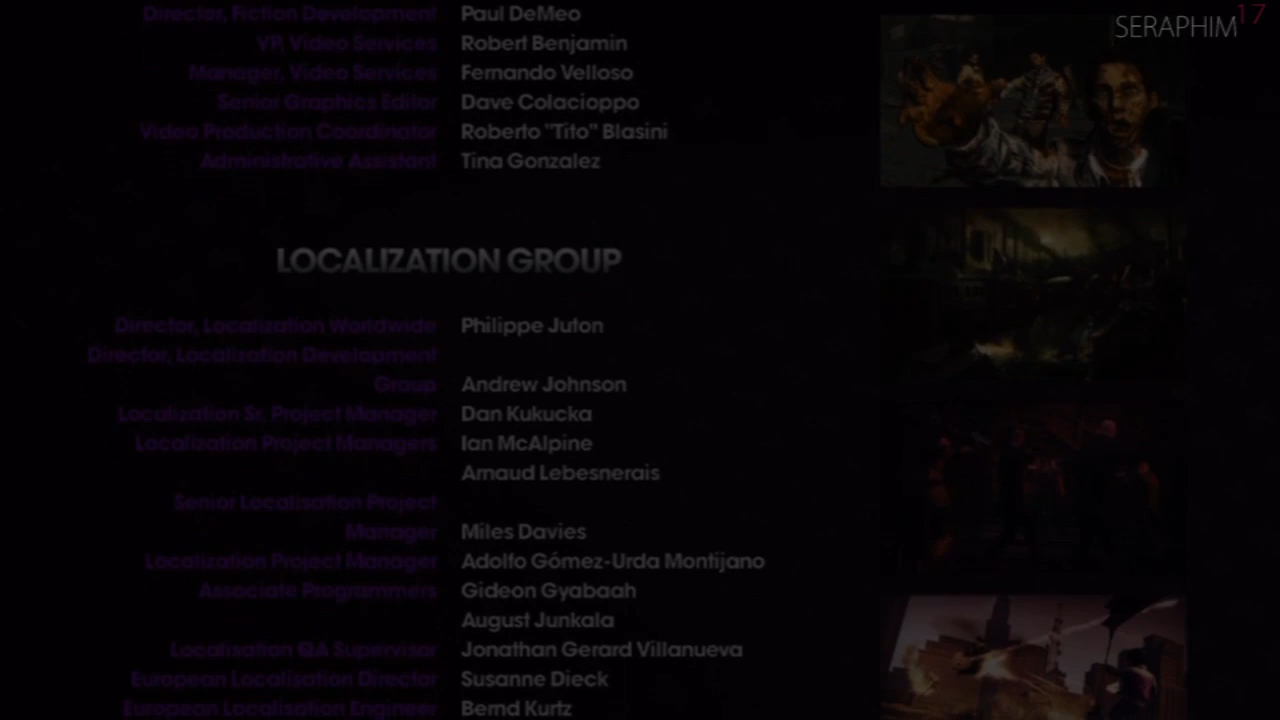 SERAPHIM17
Director, Fiction Development Paul DeMeo
VP, Video Services Robert Benjamin
Manager, Video Services Fernando Velloso
Senior Graphics Editor Dave Colacioppo
Video Production Coordinator Roberto "Tito" Blasini
Administrative Assistant Tina Gonzalez
LOCALIZATION GROUP
Director, Localization Worldwide Philippe Juton
Director, Localization Development
Group Andrew Johnson
Localization Sr. Project Manager Dan Kukucka
Localization Project Managers Ian McAlpine
Arnaud Lebesnerais
Senior Localisation Project
Manager Miles Davies
Localization Project Manager Adolfo Gómez-Urda Montijano
Associate Programmers Gideon Gyabaah
August Junkala
Localisation QA Supervisor Jonathan Gerard Villanueva
European Localisation Director Susanne Dieck
European Localisation Engineer Bernd Kurtz